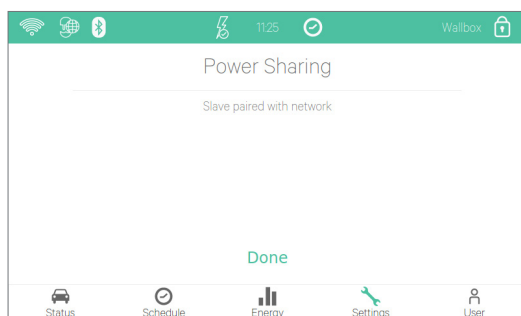 11:25 Wallbox
Power Sharing
Slave paired with network
Done
Status Schedule Energy Settings User